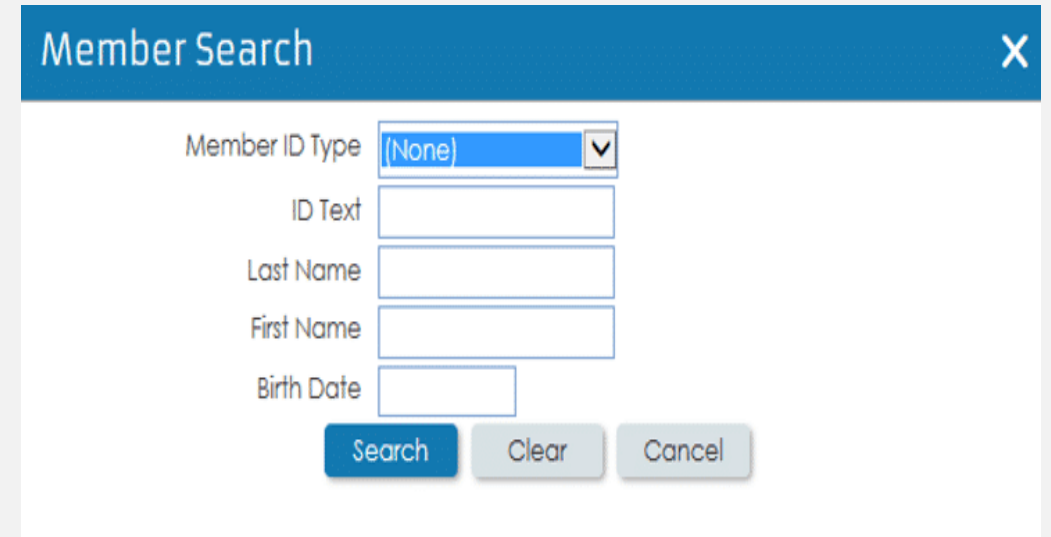 Member Search X
Member ID Type (None)
ID Text
Last Name
First Name
Birth Date
Search Clear Cancel